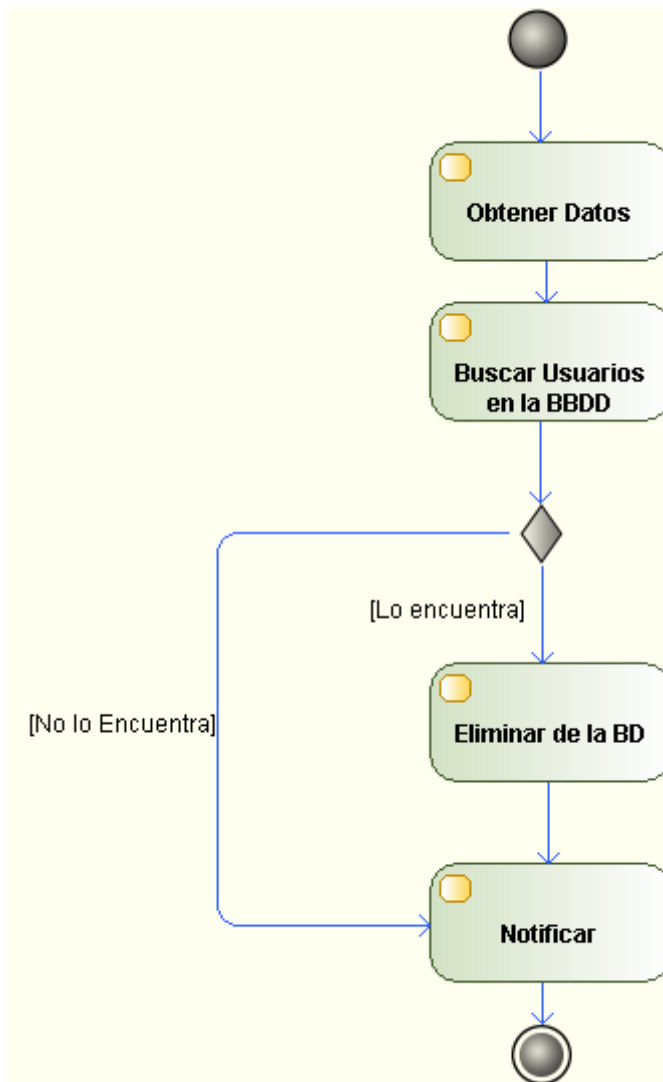 Obtener Datos
Buscar Usuarios
en la BBDD
[Lo encuentra]
[No lo Encuentra]
Eliminar de la BD
Notificar